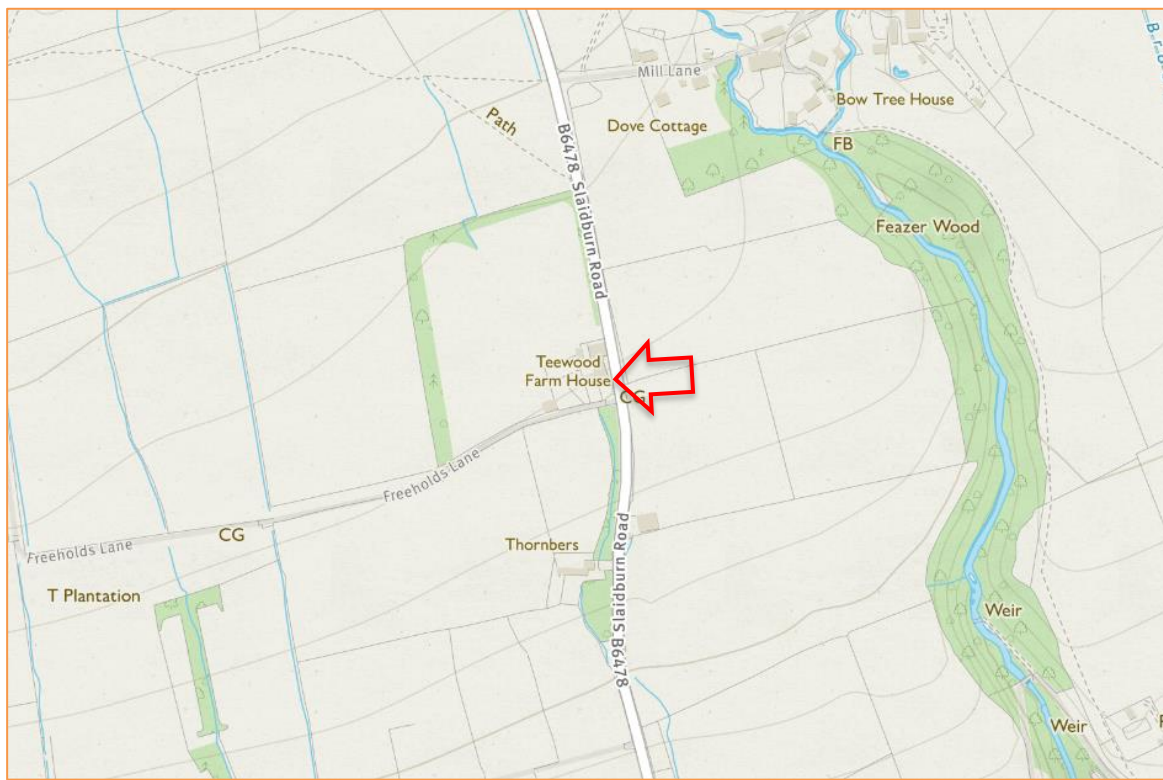 Mill Lane
Bow Tree House
Path
Dove Cottage
B6478 Slaidburn Road
FB
Feazer Wood
Teewood
Farm House
CG
Freeholds Lane
CG
Freeholds Lane
Thornbers
T Plantation
B6478 Slaidburn Road
Weir
Weir